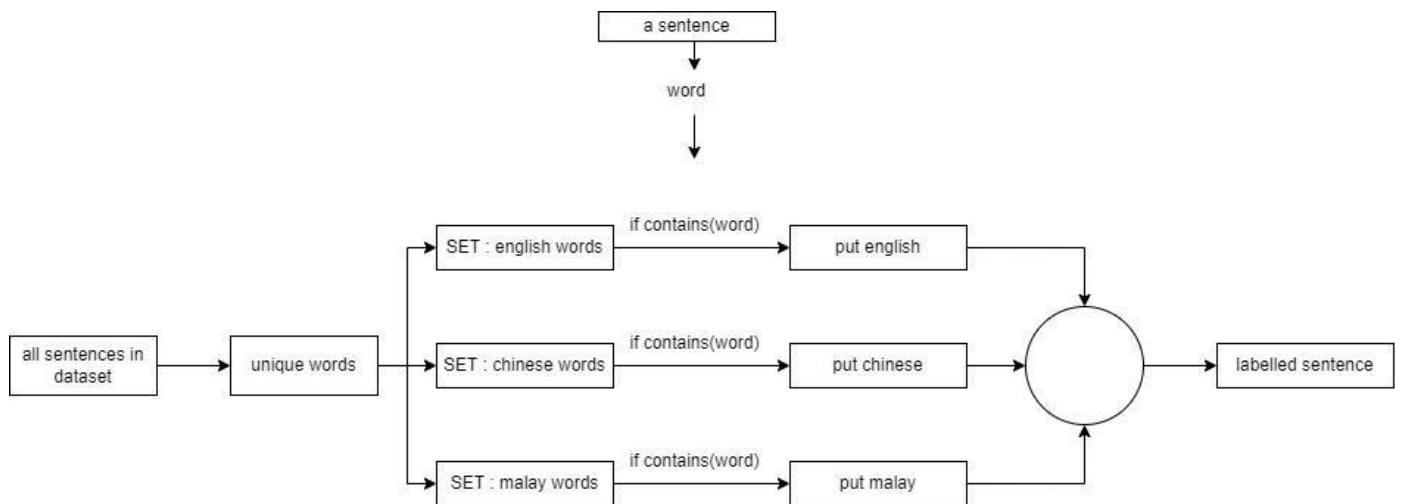 a sentence
word
if contains(word)
SET : english words
put english
all sentences in
dataset
unique words
if contains(word)
SET : chinese words
put chinese
labelled sentence
if contains(word)
SET : malay words
put malay